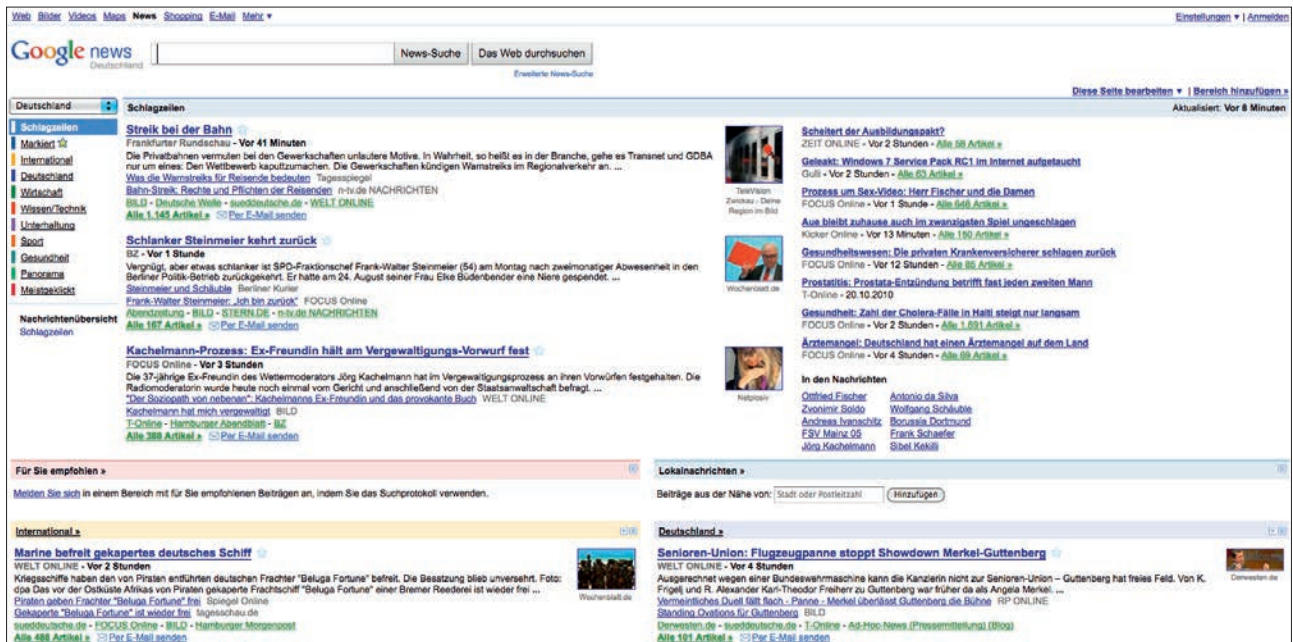 Web Bilder Videos Maps News Shopping E-Mail Mehr ▼
Einstellungen ▼ | Anmelden
Google news
Deutschland
News-Suche
Das Web durchsuchen
Erweiterte News-Suche
Diese Seite bearbeiten ▼ | Bereich hinzufügen »
Deutschland
Schlagzeilen
Aktualisiert: Vor 8 Minuten
Schlagzeilen
Markiert
International
Deutschland
Wirtschaft
Wissen/Technik
Unterhaltung
Sport
Gesundheit
Panorama
Meistgeklickt
Nachrichtenübersicht
Schlagzeilen
Streik bei der Bahn
Frankfurter Rundschau - Vor 41 Minuten
Die Privatbahnen vermuten bei den Gewerkschaften unlautere Motive. In Wahrheit, so heißt es in der Branche, gehe es Transnet und GDBA
nur um eines: Den Wettbewerb kaputtzumachen. Die Gewerkschaften kündigen Warnstreiks im Regionalverkehr an. ...
Was die Warnstreiks für Reisende bedeuten Tagesspiegel
Bahn-Streik: Rechte und Pflichten der Reisenden n-tv.de NACHRICHTEN
BILD - Deutsche Welle - sueddeutsche.de - WELT ONLINE
Alle 1.145 Artikel » Per E-Mail senden
TeleVision
Zwickau - Deine
Region im Bild
Schlanker Steinmeier kehrt zurück
BZ - Vor 1 Stunde
Vergnügt, aber etwas schlanker ist SPD-Fraktionschef Frank-Walter Steinmeier (54) am Montag nach zweimonatiger Abwesenheit in den
Berliner Politik-Betrieb zurückgekehrt. Er hatte am 24. August seiner Frau Elke Büdenbender eine Niere gespendet. ...
Steinmeier und Schäuble Berliner Kurier
Frank-Walter Steinmeier: „Ich bin zurück" FOCUS Online
Abendzeitung - BILD - STERN.DE - n-tv.de NACHRICHTEN
Alle 167 Artikel » Per E-Mail senden
Wochenblatt.de
Kachelmann-Prozess: Ex-Freundin hält am Vergewaltigungs-Vorwurf fest
FOCUS Online - Vor 3 Stunden
Die 37-jährige Ex-Freundin des Wettermoderators Jörg Kachelmann hat im Vergewaltigungsprozess an ihren Vorwürfen festgehalten. Die
Radiomoderatorin wurde heute noch einmal vom Gericht und anschließend von der Staatsanwaltschaft befragt. ...
"Der Soziopath von nebenan": Kachelmanns Ex-Freundin und das provokante Buch WELT ONLINE
Kachelmann hat mich vergewaltigt BILD
T-Online - Hamburger Abendblatt - BZ
Alle 388 Artikel » Per E-Mail senden
Netplosiv
Scheitert der Ausbildungspakt?
ZEIT ONLINE - Vor 2 Stunden - Alle 58 Artikel »
Geleakt: Windows 7 Service Pack RC1 im Internet aufgetaucht
Gulli - Vor 2 Stunden - Alle 63 Artikel »
Prozess um Sex-Video: Herr Fischer und die Damen
FOCUS Online - Vor 1 Stunde - Alle 648 Artikel »
Aue bleibt zuhause auch im zwanzigsten Spiel ungeschlagen
Kicker Online - Vor 13 Minuten - Alle 150 Artikel »
Gesundheitswesen: Die privaten Krankenversicherer schlagen zurück
FOCUS Online - Vor 12 Stunden - Alle 85 Artikel »
Prostatitis: Prostata-Entzündung betrifft fast jeden zweiten Mann
T-Online - 20.10.2010
Gesundheit: Zahl der Cholera-Fälle in Haiti steigt nur langsam
FOCUS Online - Vor 2 Stunden - Alle 1.591 Artikel »
Ärztemangel: Deutschland hat einen Ärztemangel auf dem Land
FOCUS Online - Vor 4 Stunden - Alle 69 Artikel »
In den Nachrichten
Ottfried Fischer Antonio da Silva
Zvonimir Soldo Wolfgang Schäuble
Andreas Ivanschitz Borussia Dortmund
FSV Mainz 05 Frank Schaefer
Jörg Kachelmann Sibel Kekilli
Für Sie empfohlen »
Melden Sie sich in einem Bereich mit für Sie empfohlenen Beiträgen an, indem Sie das Suchprotokoll verwenden.
Lokalnachrichten »
Beiträge aus der Nähe von: Stadt oder Postleitzahl Hinzufügen
International »
Marine befreit gekapertes deutsches Schiff
WELT ONLINE - Vor 2 Stunden
Kriegsschiffe haben den von Piraten entführten deutschen Frachter "Beluga Fortune" befreit. Die Besatzung blieb unversehrt. Foto:
dpa Das vor der Ostküste Afrikas von Piraten gekaperte Frachtschiff "Beluga Fortune" einer Bremer Reederei ist wieder frei ...
Piraten geben Frachter "Beluga Fortune" frei Spiegel Online
Gekaperte "Beluga Fortune" ist wieder frei tagesschau.de
sueddeutsche.de - FOCUS Online - BILD - Hamburger Morgenpost
Alle 488 Artikel » Per E-Mail senden
Wochenblatt.de
Deutschland »
Senioren-Union: Flugzeugpanne stoppt Showdown Merkel-Guttenberg
WELT ONLINE - Vor 4 Stunden
Ausgerechnet wegen einer Bundeswehrmaschine kann die Kanzlerin nicht zur Senioren-Union – Guttenberg hat freies Feld. Von K.
Frigelj und R. Alexander Karl-Theodor Freiherr zu Guttenberg war früher da als Angela Merkel. ...
Vermeintliches Duell fällt flach - Panne - Merkel überlässt Guttenberg die Bühne RP ONLINE
Standing Ovations für Guttenberg BILD
Derwesten.de - sueddeutsche.de - T-Online - Ad-Hoc-News (Pressemitteilung) (Blog)
Alle 101 Artikel » Per E-Mail senden
Derwesten.de